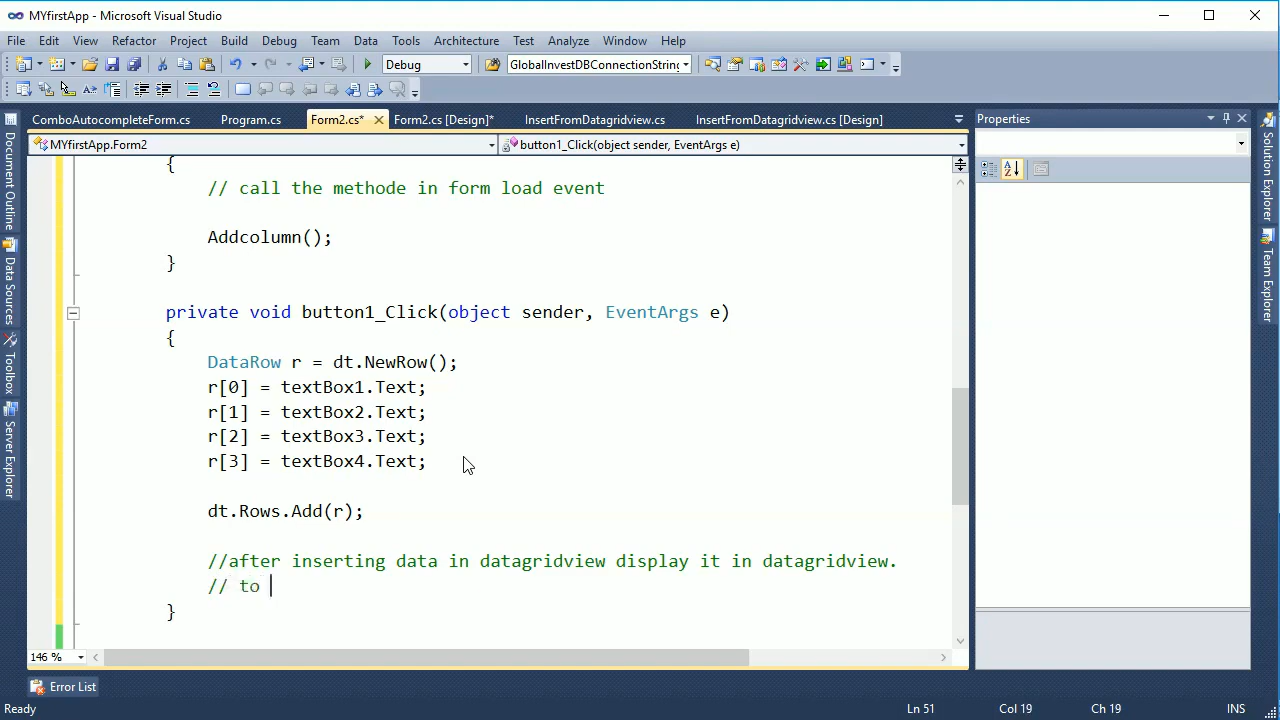 MYfirstApp - Microsoft Visual Studio
File Edit View Refactor Project Build Debug Team Data Tools Architecture Test Analyze Window Help
Debug GlobalInvestDBConnectionString
ComboAutocompleteForm.cs Program.cs Form2.cs* Form2.cs [Design]* InsertFromDatagridview.cs InsertFromDatagridview.cs [Design]
Properties
MYfirstApp.Form2 button1_Click(object sender, EventArgs e)
Document Outline
Data Sources
Toolbox
Server Explorer
{
// call the methode in form load event
Addcolumn();
}
private void button1_Click(object sender, EventArgs e)
{
DataRow r = dt.NewRow();
r[0] = textBox1.Text;
r[1] = textBox2.Text;
r[2] = textBox3.Text;
r[3] = textBox4.Text;
dt.Rows.Add(r);
//after inserting data in datagridview display it in datagridview.
// to
}
Solution Explorer
Team Explorer
146 %
Error List
Ready Ln 51 Col 19 Ch 19 INS